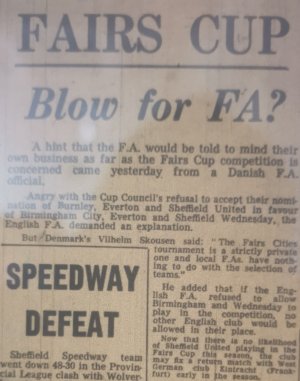 FAIRS CUP
Blow for FA?
A hint that the F.A. would be told to mind their
own business as far as the Fairs Cup competition is
concerned came yesterday from a Danish F.A.
official.
Angry with the Cup Council's refusal to accept their nomi-
nation of Burnley, Everton and Sheffield United in favour
of Birmingham City, Everton and Sheffield Wednesday, the
English F.A. demanded an explanation.
But Denmark's Vilhelm Skousen said: "The Fairs Cities
tournament is a strictly private
one and local F.As. have noth-
ing to do with the selection of
teams."
He added that if the Eng-
lish F.A. refused to allow
Birmingham and Wednesday to
play in the competition, no
other English club would be
allowed in their place.
Now that there is no likelihood
of Sheffield United playing in the
Fairs Cup this season, the club
may fix a return match with West
German club Eintracht (Frank-
furt) early in the season.
SPEEDWAY
DEFEAT
Sheffield Speedway team
went down 48-30 in the Provin-
cial League clash with Wolver-